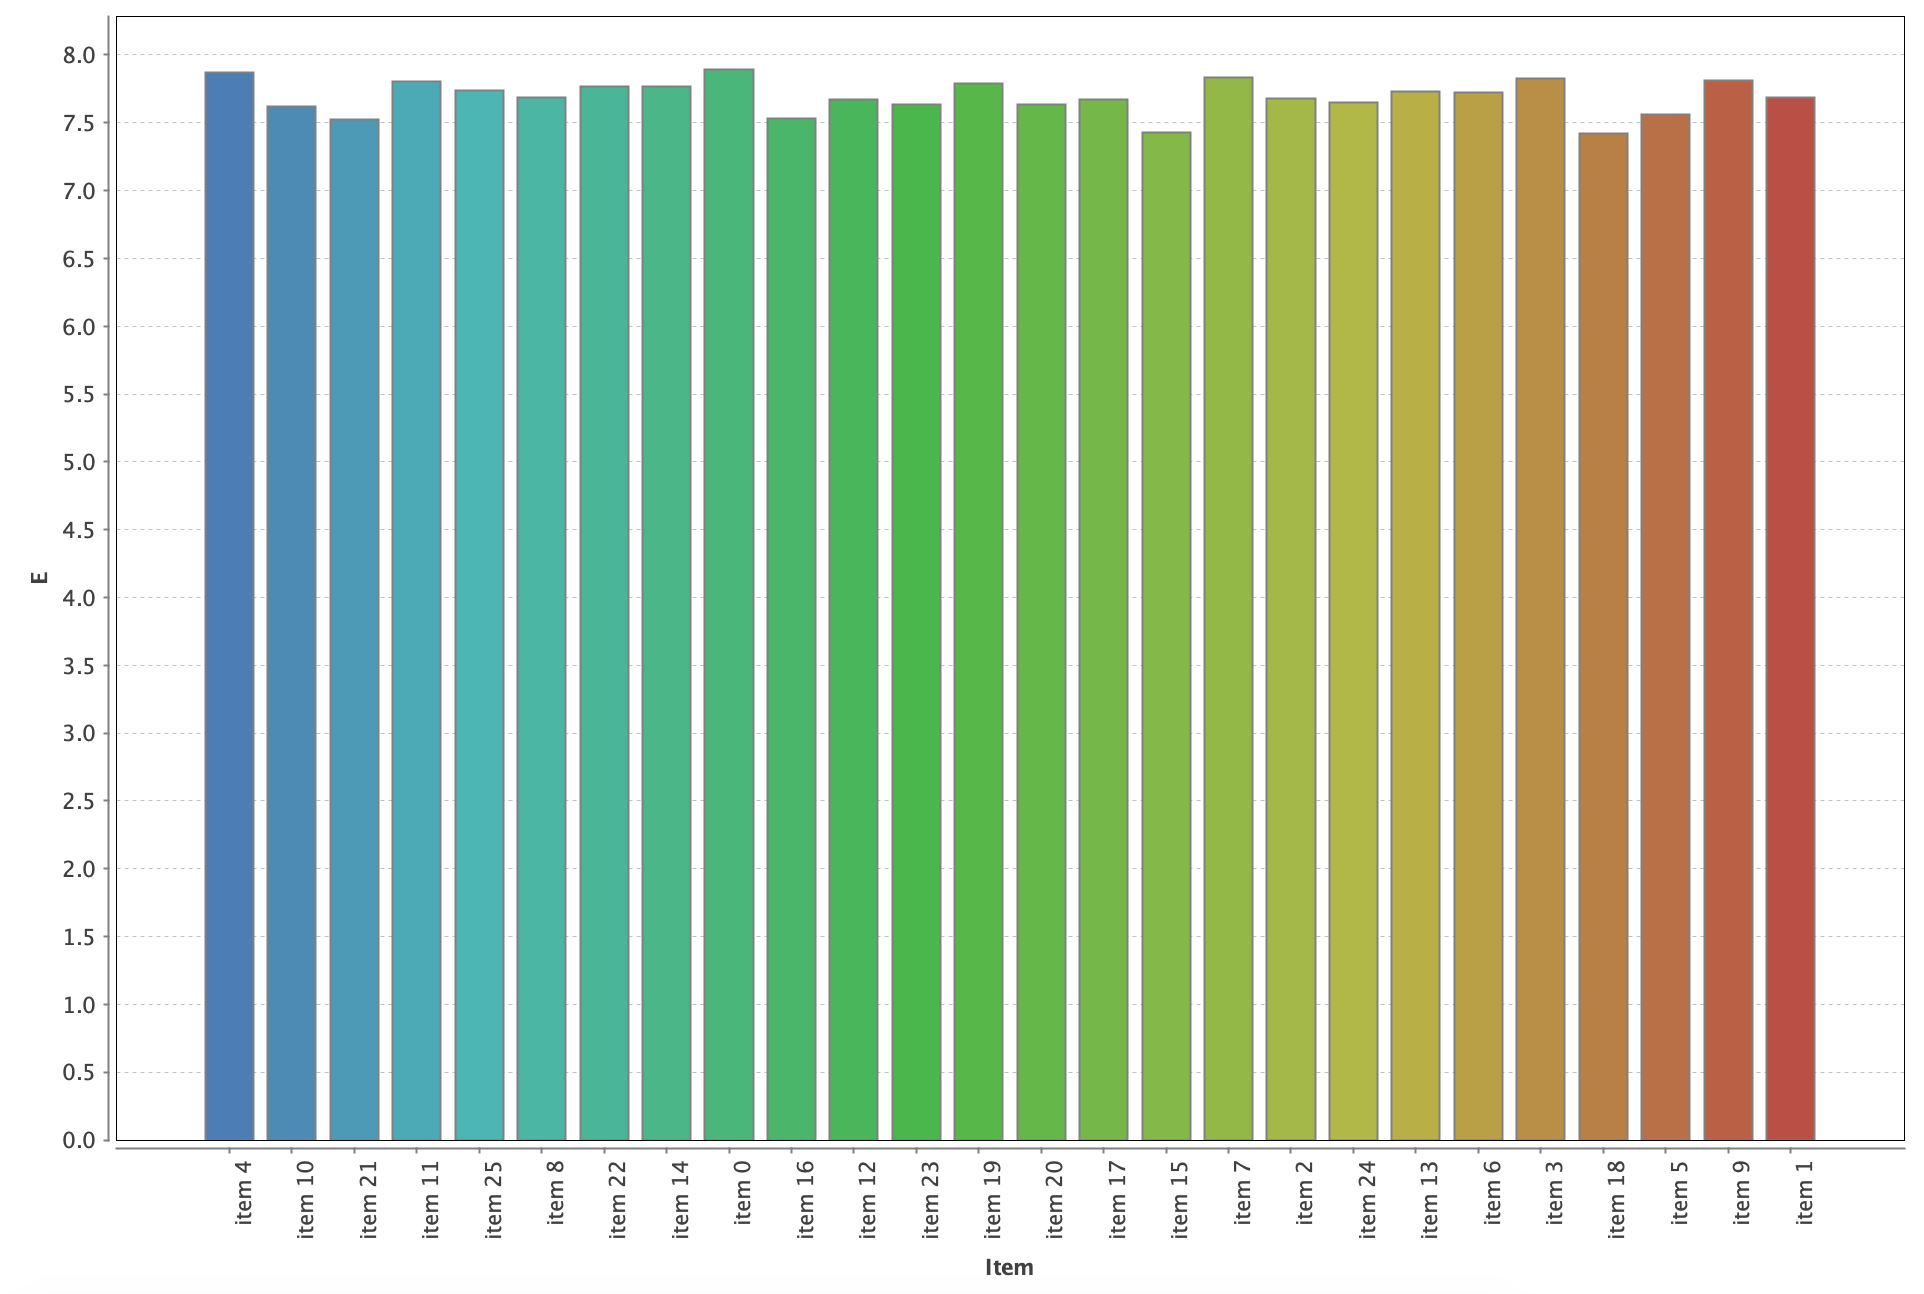 8.0
7.5
7.0
6.5
6.0
5.5
5.0
4.5
4.0
3.5
3.0
2.5
2.0
1.5
1.0
0.5
0.0
E
item 4
item 10
item 21
item 11
item 25
item 8
item 22
item 14
item 0
item 16
item 12
item 23
item 19
item 20
item 17
item 15
item 7
item 2
item 24
item 13
item 6
item 3
item 18
item 5
item 9
item 1
Item